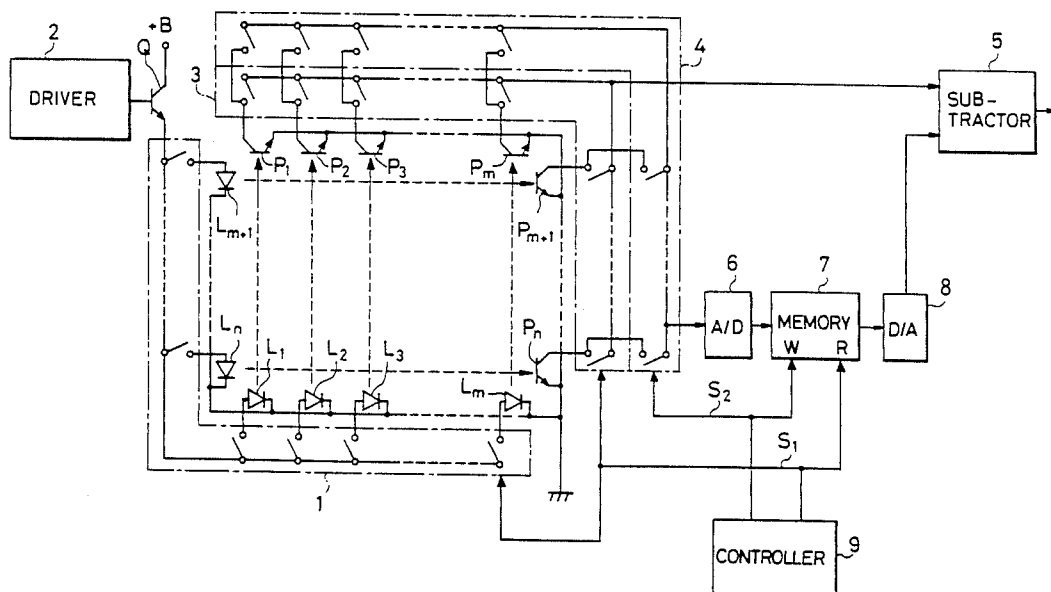 2
+B
Q
DRIVER
3
4
5
SUB-
TRACTOR
P1
P2
P3
Pm
Lm+1
Pm+1
6
7
8
A/D
MEMORY
W R
D/A
Ln
L1
L2
L3
Lm
Pn
S2
S1
1
CONTROLLER
9